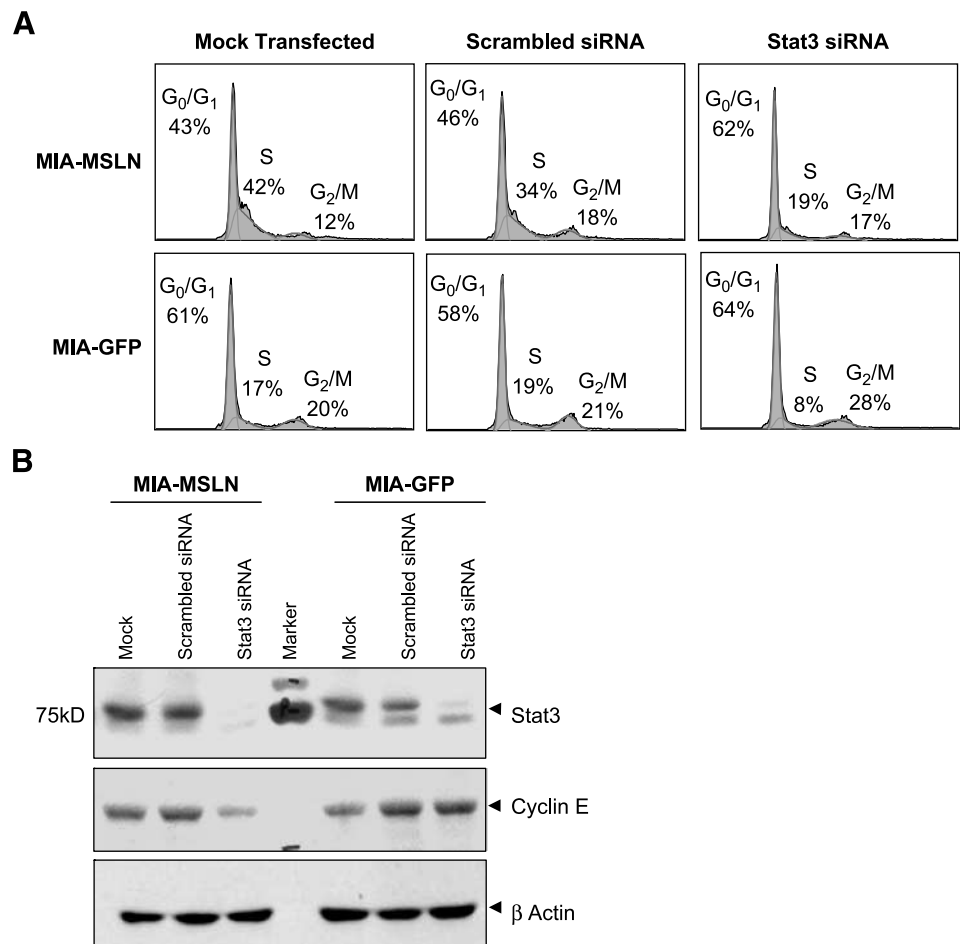 A
Mock Transfected
Scrambled siRNA
Stat3 siRNA
MIA-MSLN
G0/G1
43%
S
42%
G2/M
12%
G0/G1
46%
S
34%
G2/M
18%
G0/G1
62%
S
19%
G2/M
17%
MIA-GFP
G0/G1
61%
S
17%
G2/M
20%
G0/G1
58%
S
19%
G2/M
21%
G0/G1
64%
S
8%
G2/M
28%
B
MIA-MSLN
MIA-GFP
Mock
Scrambled siRNA
Stat3 siRNA
Marker
Mock
Scrambled siRNA
Stat3 siRNA
75kD
Stat3
Cyclin E
β Actin